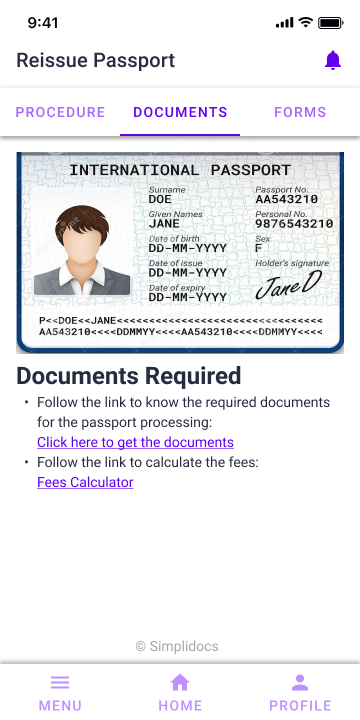 9:41
Reissue Passport
PROCEDURE DOCUMENTS FORMS
INTERNATIONAL PASSPORT
Surname Passport No.
DOE AA543210
Given Names Personal No.
JANE 9876543210
Date of birth Sex
DD-MM-YYYY F
Date of issue Holder's signature
DD-MM-YYYY JaneD
Date of expiry
DD-MM-YYYY
P<<DOE<<JANE<<<<<<<<<<<<<<<<<<<<<<<<<<<<<<<
AA543210<<<<DDMMYY<<<<AA543210<<<<DDMMYY<<<<
Documents Required
• Follow the link to know the required documents
for the passport processing:
Click here to get the documents
• Follow the link to calculate the fees:
Fees Calculator
© Simplidocs
MENU HOME PROFILE